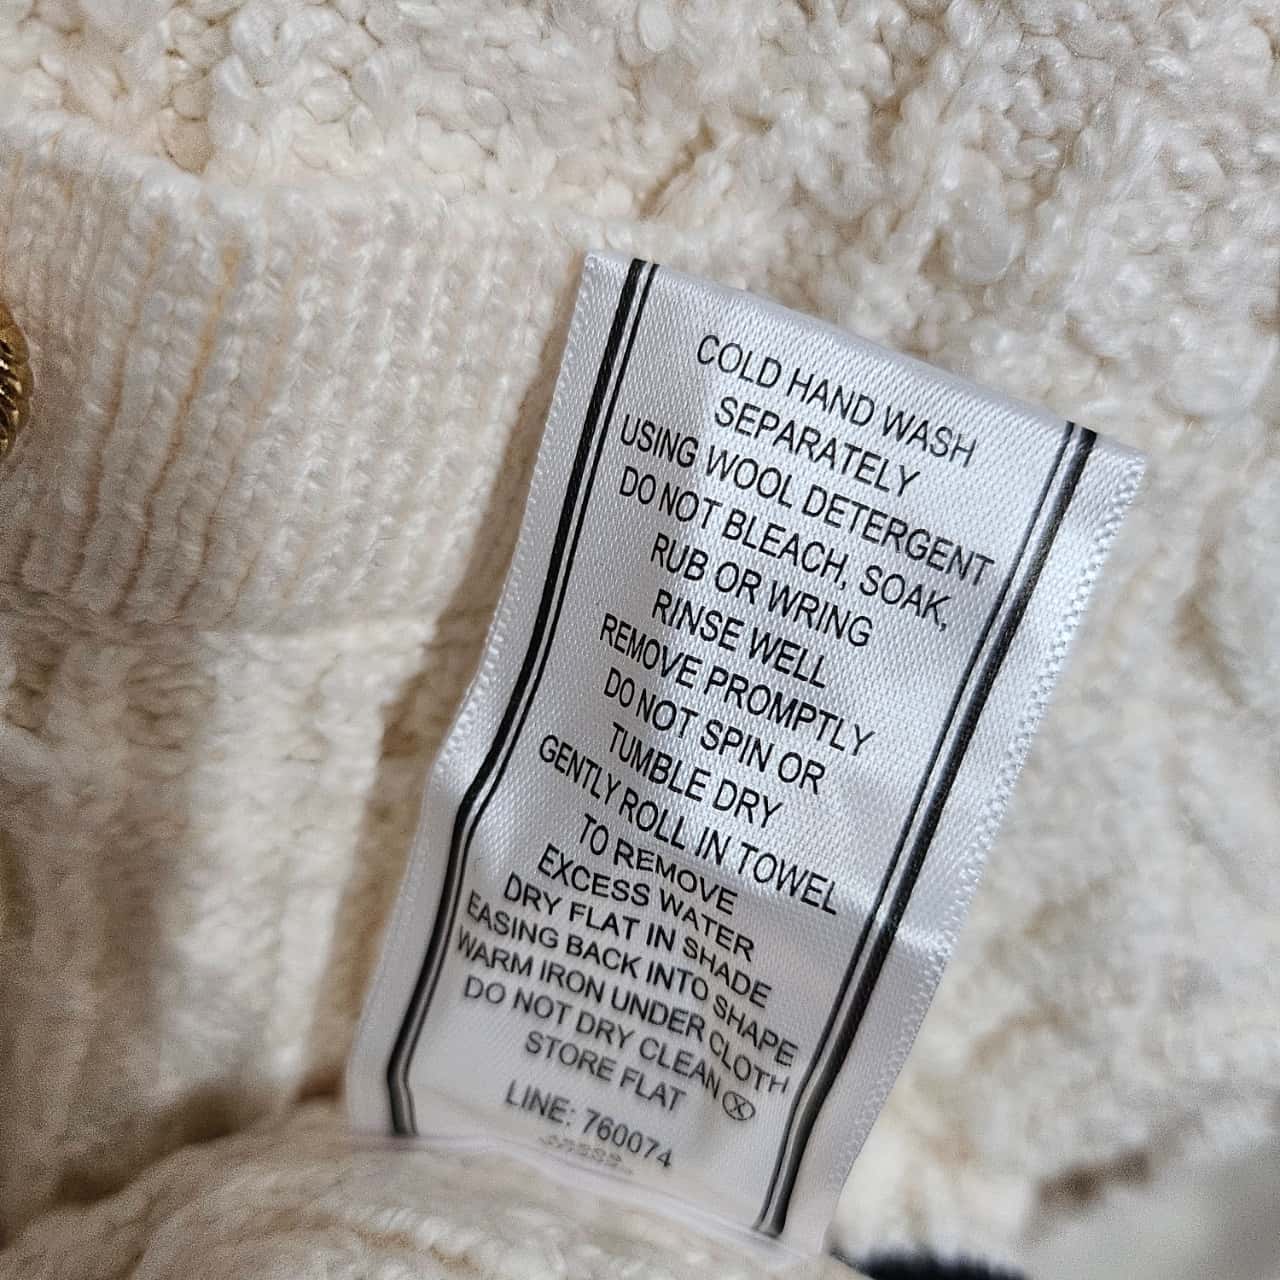 COLD HAND WASH
SEPARATELY
USING WOOL DETERGENT
DO NOT BLEACH, SOAK,
RUB OR WRING
RINSE WELL
REMOVE PROMPTLY
DO NOT SPIN OR
TUMBLE DRY
GENTLY ROLL IN TOWEL
TO REMOVE
EXCESS WATER
DRY FLAT IN SHADE
EASING BACK INTO SHAPE
WARM IRON UNDER CLOTH
DO NOT DRY CLEAN Ⓧ
STORE FLAT
LINE: 760074